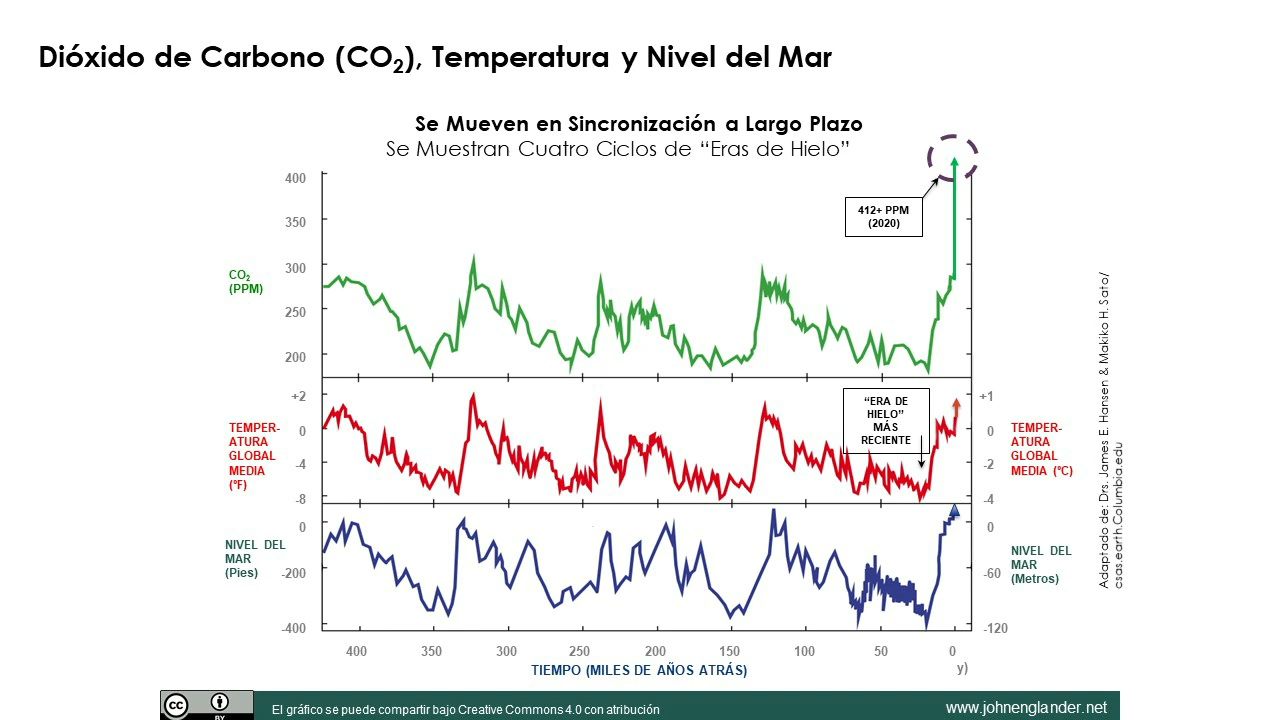 Dióxido de Carbono (CO₂), Temperatura y Nivel del Mar
Se Mueven en Sincronización a Largo Plazo
Se Muestran Cuatro Ciclos de “Eras de Hielo”
400
350
300
250
200
CO₂
(PPM)
412+ PPM
(2020)
+2
0
-4
-4
-8
TEMPER-
ATURA
GLOBAL
MEDIA
(°F)
“ERA DE
HIELO”
MÁS
RECIENTE
+1
0
-2
-4
TEMPER-
ATURA
GLOBAL
MEDIA (°C)
0
-200
-400
NIVEL DEL
MAR
(Pies)
0
-60
-120
NIVEL DEL
MAR
(Metros)
400
350
300
250
200
150
100
50
0
y)
TIEMPO (MILES DE AÑOS ATRÁS)
Adaptado de: Drs. James E. Hansen & Makiko H. Sato/
csas.earth.Columbia.edu
cc
BY
El gráfico se puede compartir bajo Creative Commons 4.0 con atribución
www.johnenglander.net